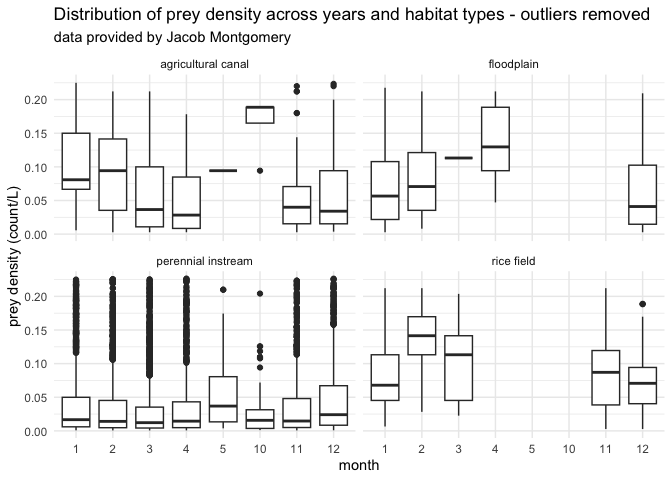 Distribution of prey density across years and habitat types - outliers removed
data provided by Jacob Montgomery
agricultural canal
floodplain
0.20
0.15
0.10
0.05
0.00
perennial instream
rice field
0.20
0.15
0.10
0.05
0.00
prey density (count/L)
1 2 3 4 5 10 11 12
1 2 3 4 5 10 11 12
month